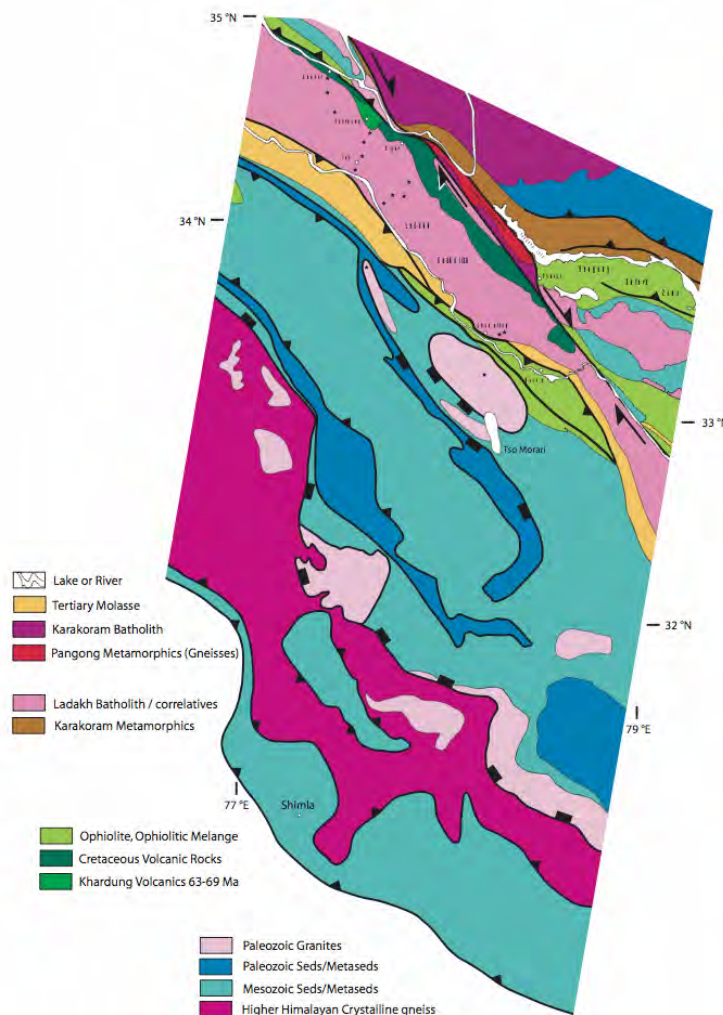 35 °N
34 °N
33 °N
Tso Morari
Lake or River
Tertiary Molasse
Karakoram Batholith
Pangong Metamorphics (Gneisses)
32 °N
Ladakh Batholith / correlatives
Karakoram Metamorphics
79 °E
77 °E
Shimla
Ophiolite, Ophiolitic Melange
Cretaceous Volcanic Rocks
Khardung Volcanics 63-69 Ma
Paleozoic Granites
Paleozoic Seds/Metaseds
Mesozoic Seds/Metaseds
Higher Himalayan Crystalline gneiss